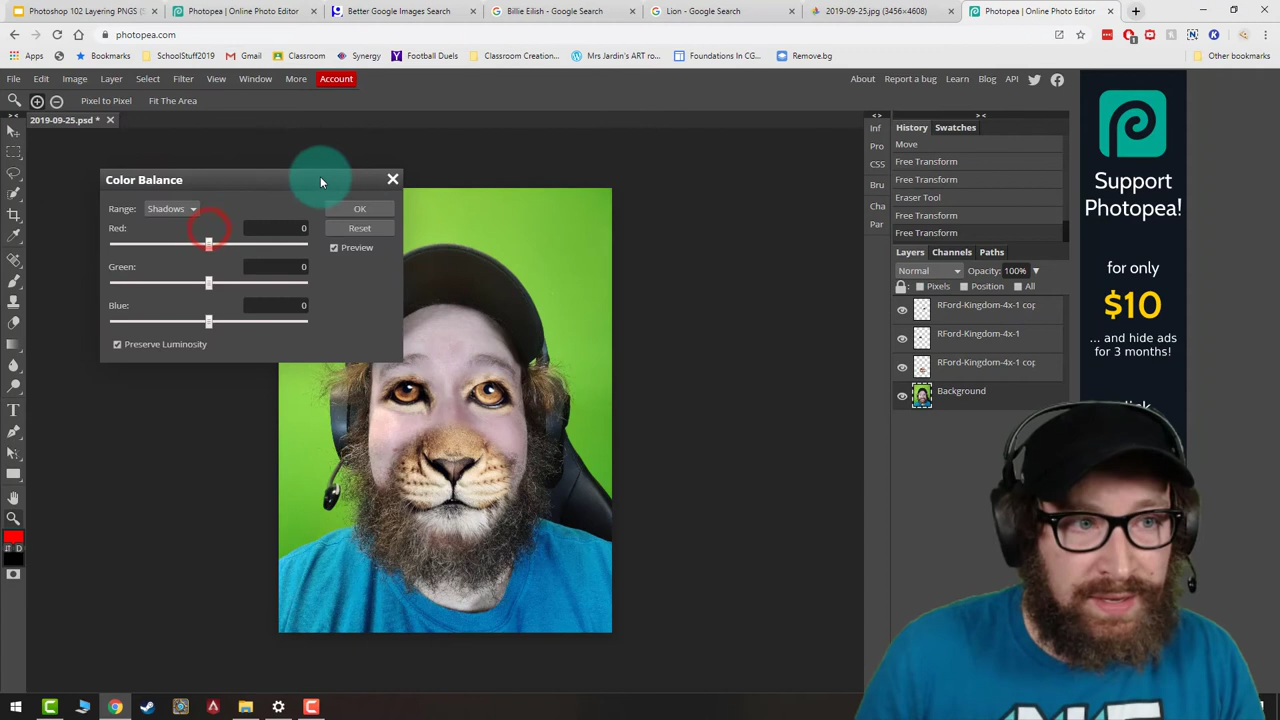 Photoshop 102 Layering PNGS
Photopea | Online Photo Editor
Better Google Images Search
Billie Eilish - Google Search
Lion - Google Search
2019-09-25.jpg (3456×4608)
Photopea | Online Photo Editor
photopea.com
Apps
SchoolStuff2019
Gmail
Classroom
Synergy
Football Duels
Classroom Creation...
Mrs Jardin's ART ro...
Foundations In CG...
Remove.bg
Other bookmarks
File Edit Image Layer Select Filter View Window More Account
About Report a bug Learn Blog API
Pixel to Pixel Fit The Area
2019-09-25.psd *
Color Balance
Range: Shadows
OK
Red: 0
Reset
Preview
Green: 0
Blue: 0
Preserve Luminosity
Inf
Pro
CSS
Bru
Cha
Par
History Swatches
Move
Free Transform
Free Transform
Eraser Tool
Free Transform
Free Transform
Layers Channels Paths
Normal Opacity: 100%
Pixels Position All
RFord-Kingdom-4x-1 cop
RFord-Kingdom-4x-1
RFord-Kingdom-4x-1 cop
Background
Support
Photopea!
for only
$10
... and hide ads
for 3 months!
D